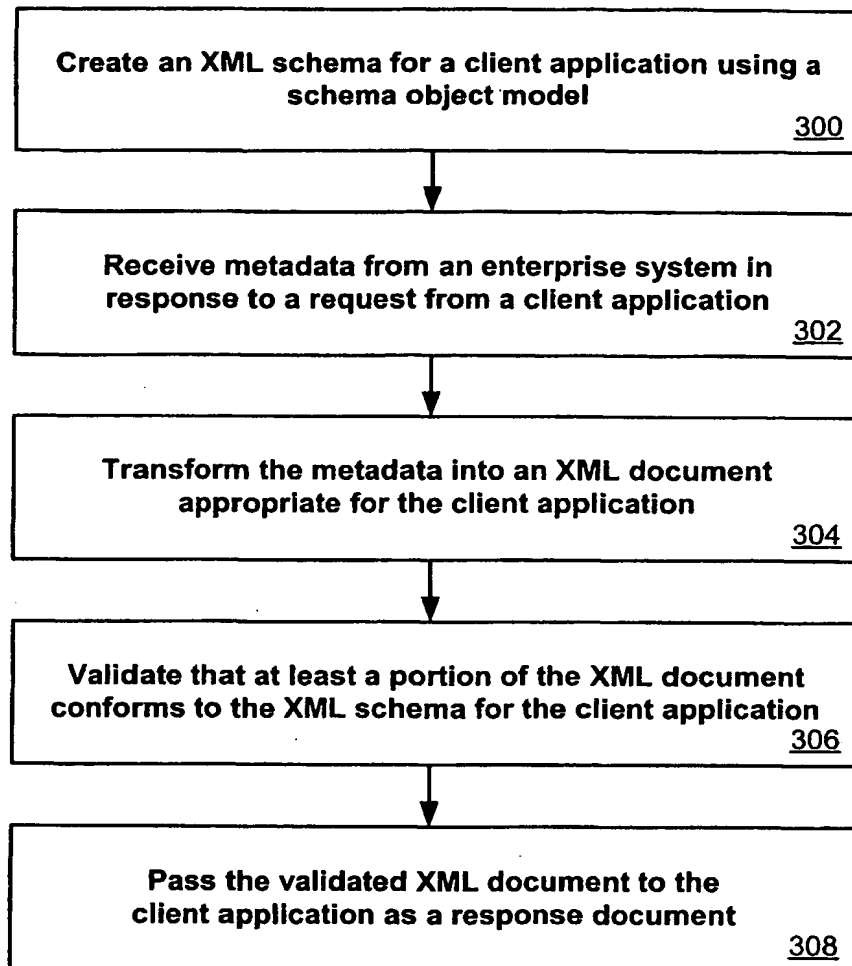 Create an XML schema for a client application using a
schema object model
300
Receive metadata from an enterprise system in
response to a request from a client application
302
Transform the metadata into an XML document
appropriate for the client application
304
Validate that at least a portion of the XML document
conforms to the XML schema for the client application
306
Pass the validated XML document to the
client application as a response document
308